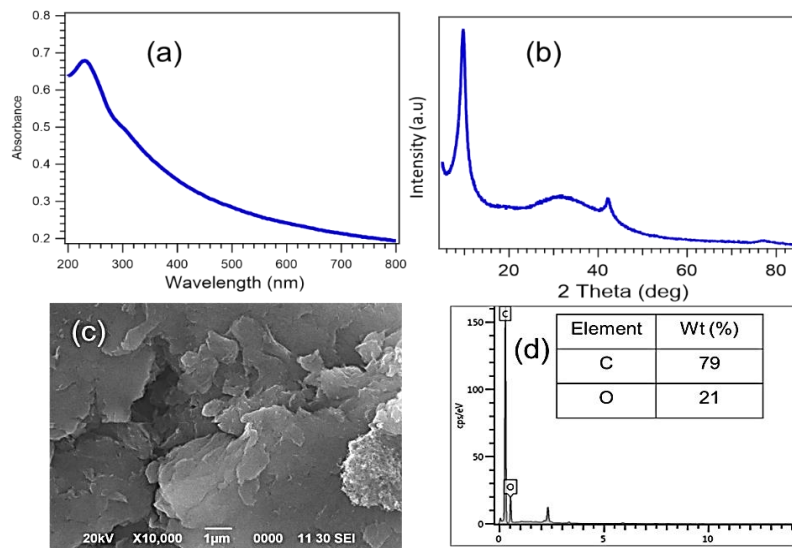 (a)
0.8
0.7
0.6
0.5
0.4
0.3
0.2
Absorbance
200 300 400 500 600 700 800
Wavelength (nm)
(b)
Intensity (a.u)
20 40 60 80
2 Theta (deg)
(c)
20kV X10,000 1µm 0000 11 30 SEI
(d)
150
100
50
0
cps/eV
C
O
Element Wt (%)
C 79
O 21
0 5 10